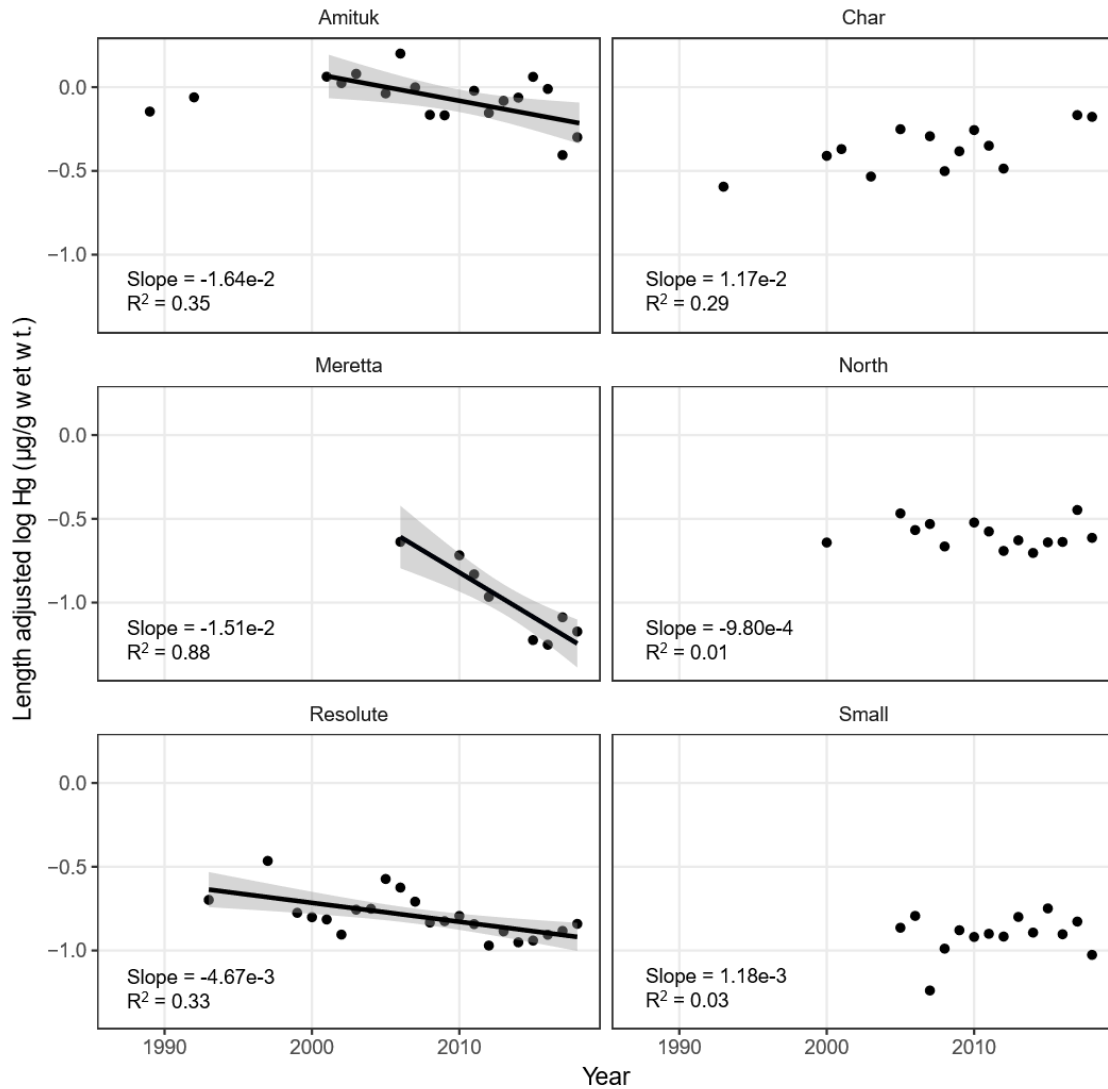 Amituk
Char
0.0
−0.5
−1.0
Slope = -1.64e-2
R² = 0.35
Slope = 1.17e-2
R² = 0.29
Meretta
North
0.0
−0.5
−1.0
Slope = -1.51e-2
R² = 0.88
Slope = -9.80e-4
R² = 0.01
Length adjusted log Hg (µg/g wet wt.)
Resolute
Small
0.0
−0.5
−1.0
Slope = -4.67e-3
R² = 0.33
Slope = 1.18e-3
R² = 0.03
1990 2000 2010
1990 2000 2010
Year